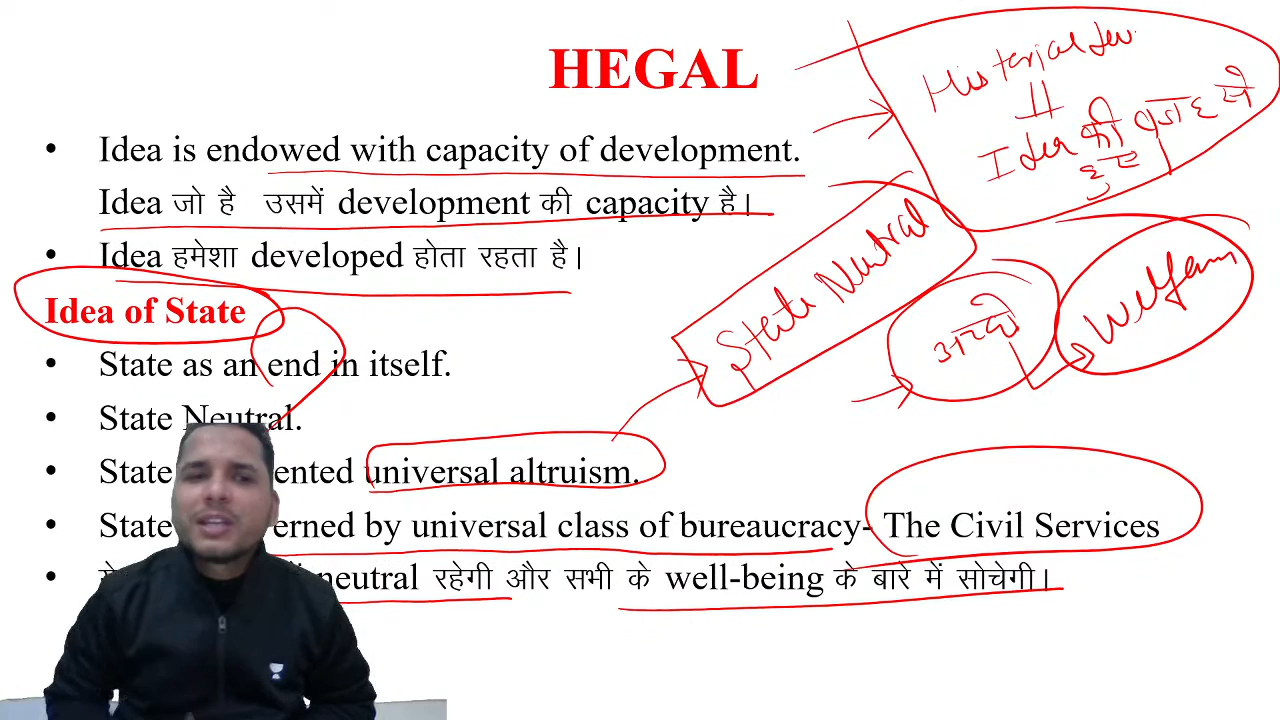 HEGAL
Historical dev.
Idea की वजह से
हुए
• Idea is endowed with capacity of development.
Idea जो है उसमें development की capacity है।
• Idea हमेशा developed होता रहता है।
Idea of State
• State as an end in itself.
• State Neutral.
• State ented universal altruism.
• State erned by universal class of bureaucracy- The Civil Services
• neutral रहेगी और सभी के well-being के बारे में सोचेगी।
State Neutral